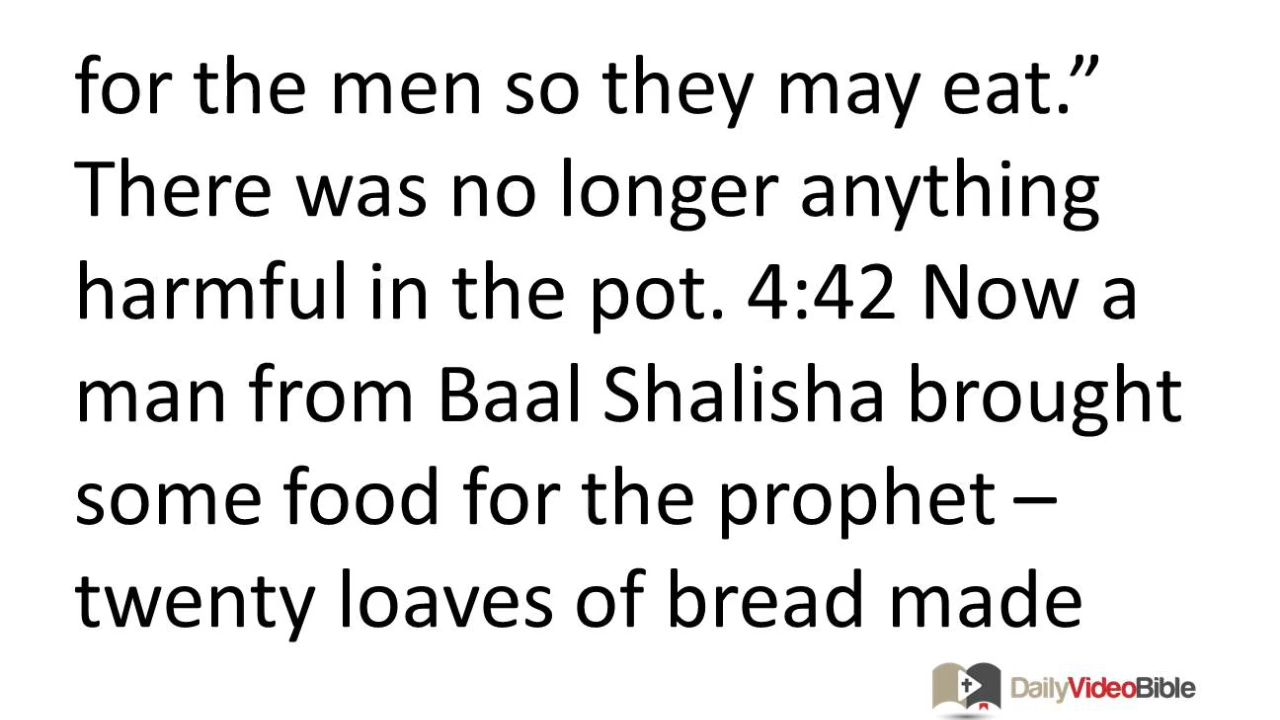 for the men so they may eat.”
There was no longer anything
harmful in the pot. 4:42 Now a
man from Baal Shalisha brought
some food for the prophet –
twenty loaves of bread made
DailyVideoBible